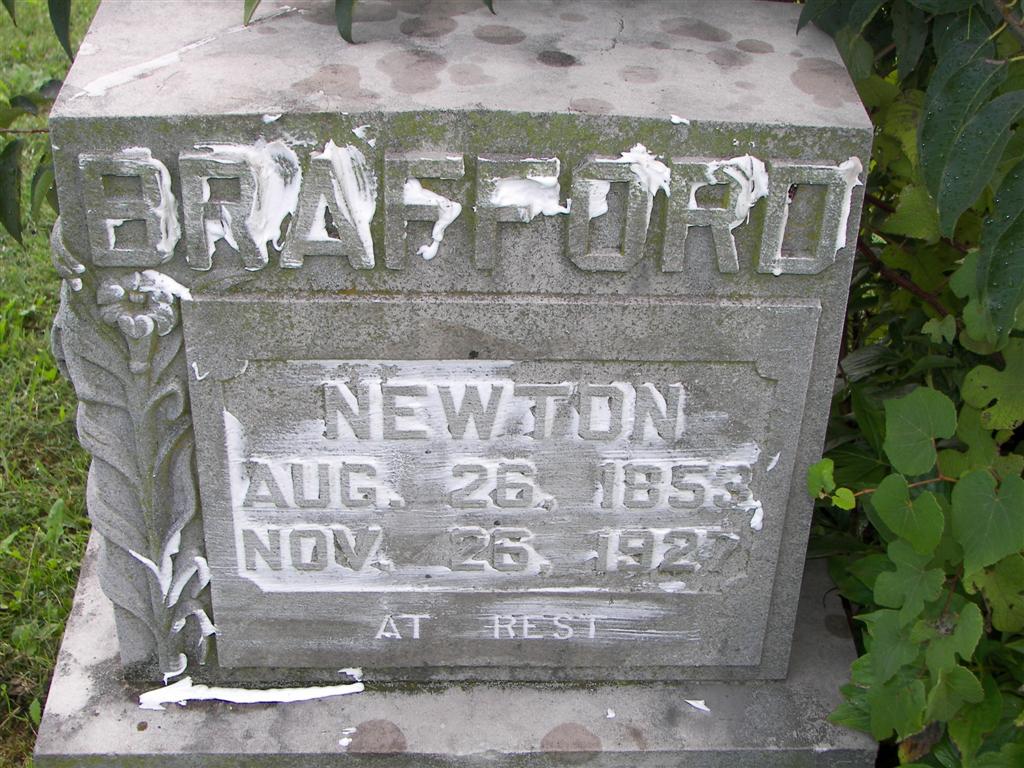 BRAFFORD
NEWTON
AUG. 26, 1853
NOV. 26, 1927
AT REST